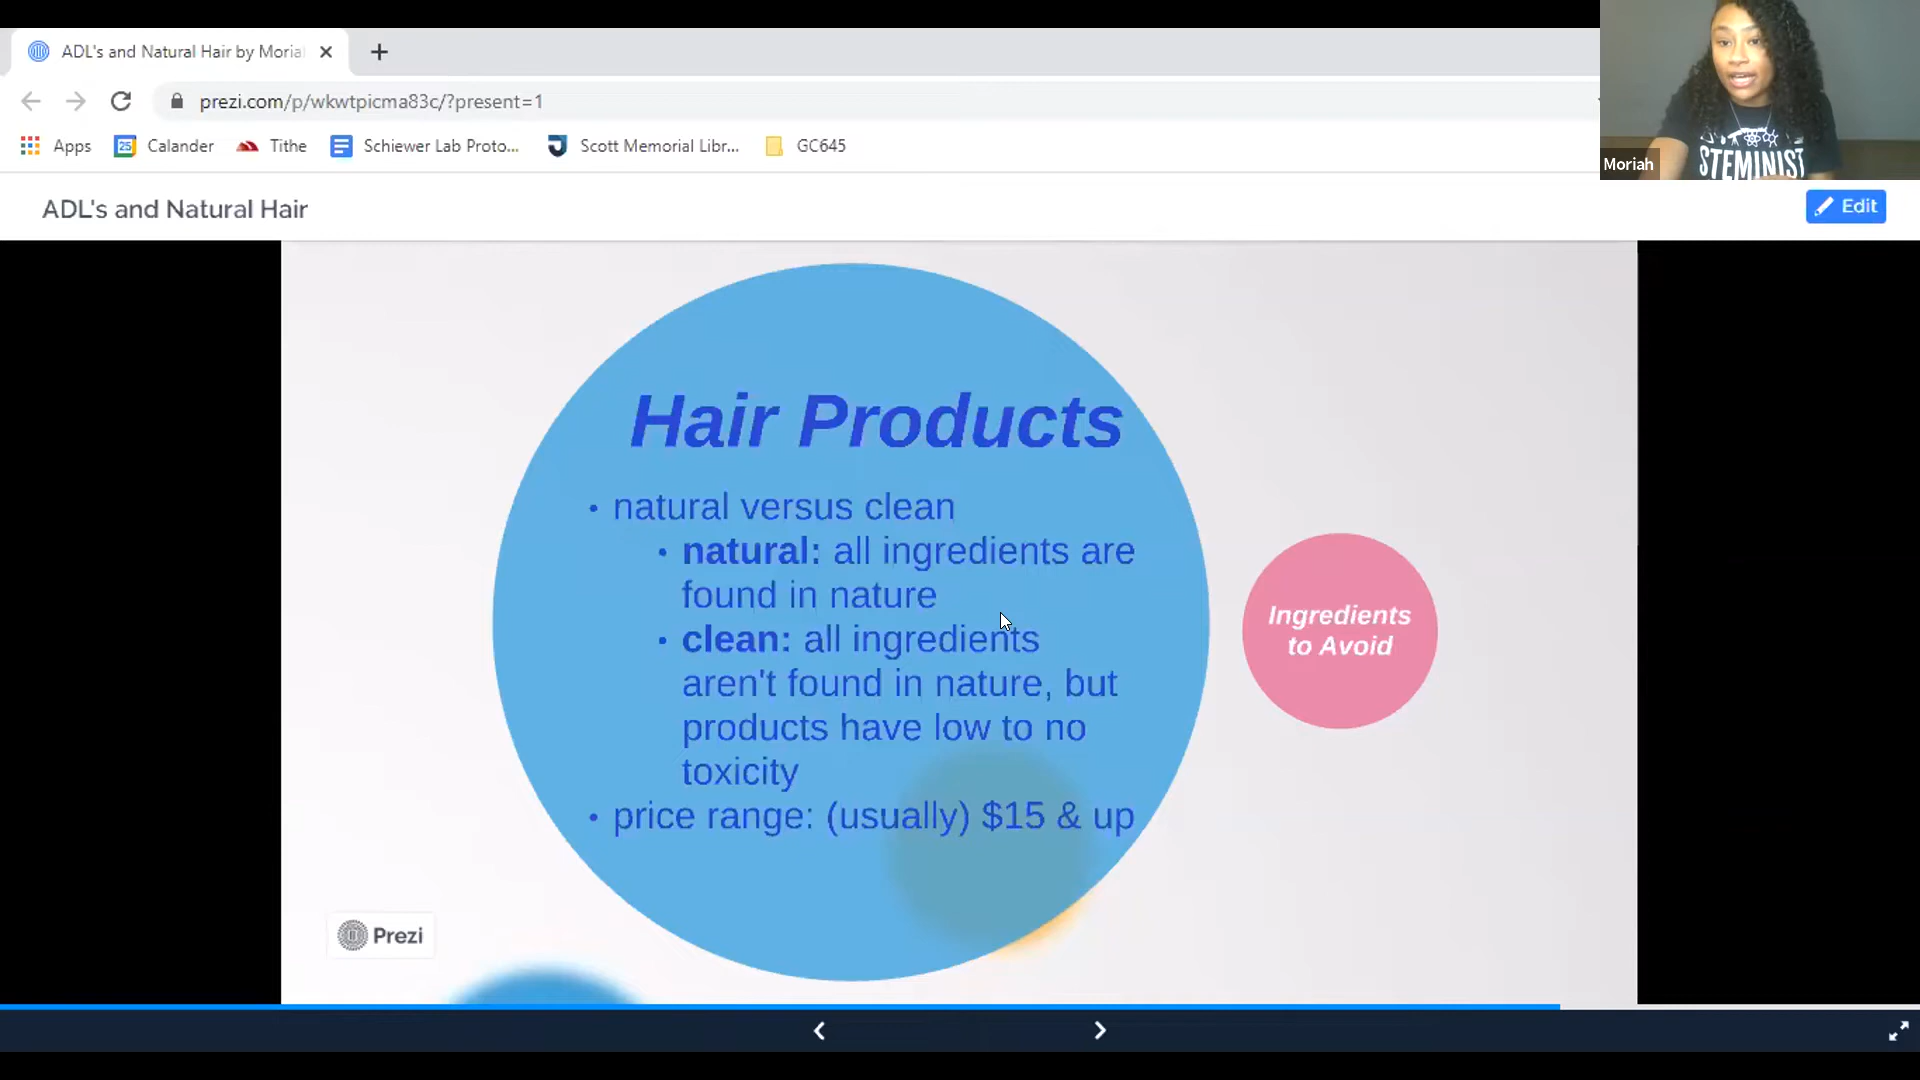 ADL's and Natural Hair by Moria
prezi.com/p/wkwtpicma83c/?present=1
Apps
25
Calander
Tithe
Schiewer Lab Proto...
Scott Memorial Libr...
GC645
STEMINIST
Moriah
ADL's and Natural Hair
Edit
Hair Products
• natural versus clean
• natural: all ingredients are
found in nature
• clean: all ingredients
aren't found in nature, but
products have low to no
toxicity
• price range: (usually) $15 & up
Ingredients
to Avoid
Prezi